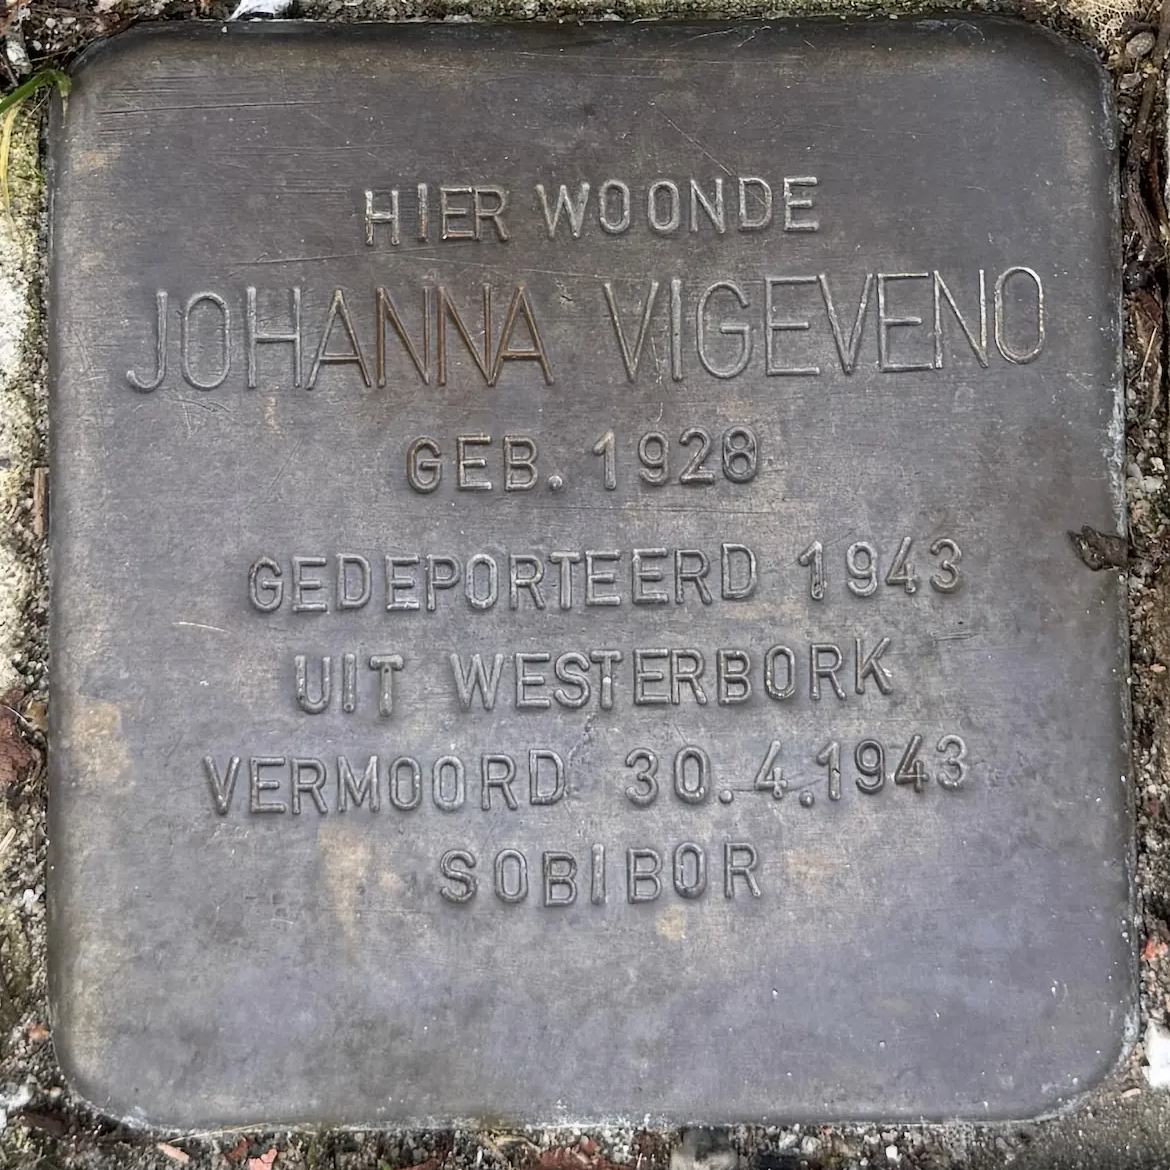 HIER WOONDE
JOHANNA VIGEVENO
GEB. 1928
GEDEPORTEERD 1943
UIT WESTERBORK
VERMOORD 30.4.1943
SOBIBOR